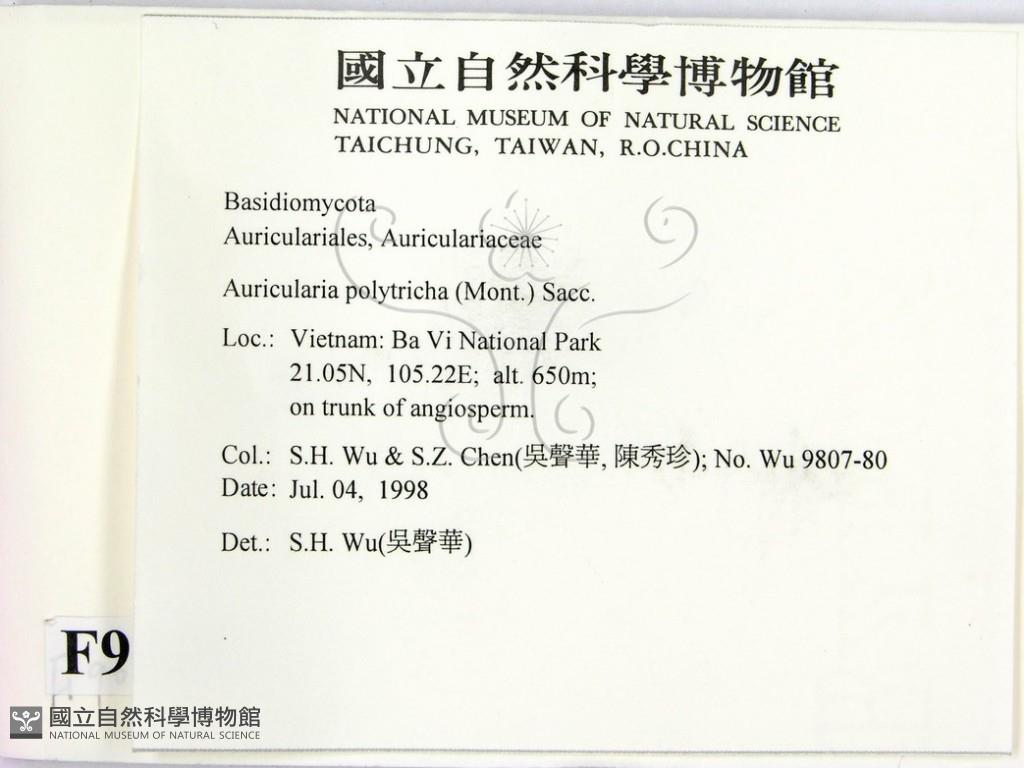 國立自然科學博物館
NATIONAL MUSEUM OF NATURAL SCIENCE
TAICHUNG, TAIWAN, R.O.CHINA
Basidiomycota
Auriculariales, Auriculariaceae
Auricularia polytricha (Mont.) Sacc.
Loc.: Vietnam: Ba Vi National Park
21.05N, 105.22E; alt. 650m;
on trunk of angiosperm.
Col.: S.H. Wu & S.Z. Chen(吳聲華, 陳秀珍); No. Wu 9807-80
Date: Jul. 04, 1998
Det.: S.H. Wu(吳聲華)
F9
國立自然科學博物館
NATIONAL MUSEUM OF NATURAL SCIENCE